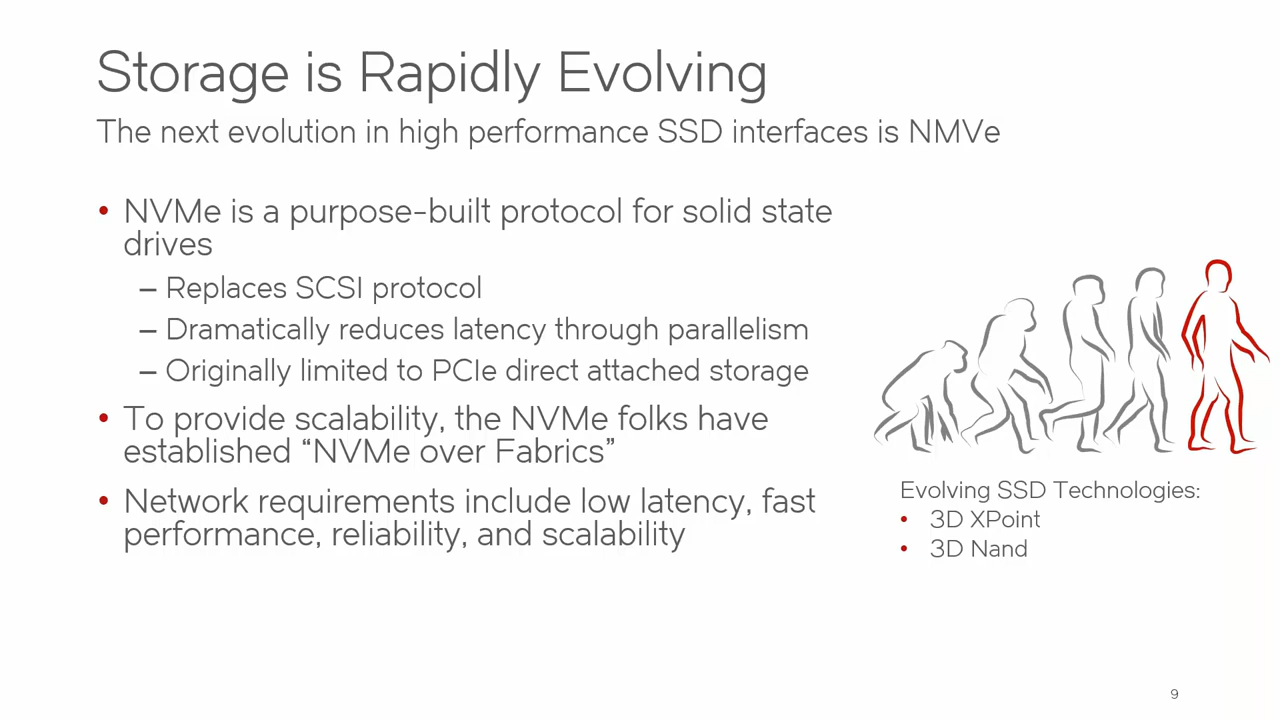 Storage is Rapidly Evolving
The next evolution in high performance SSD interfaces is NMVe
• NVMe is a purpose-built protocol for solid state
drives
– Replaces SCSI protocol
– Dramatically reduces latency through parallelism
– Originally limited to PCIe direct attached storage
• To provide scalability, the NVMe folks have
established “NVMe over Fabrics”
• Network requirements include low latency, fast
performance, reliability, and scalability
Evolving SSD Technologies:
• 3D XPoint
• 3D Nand
9